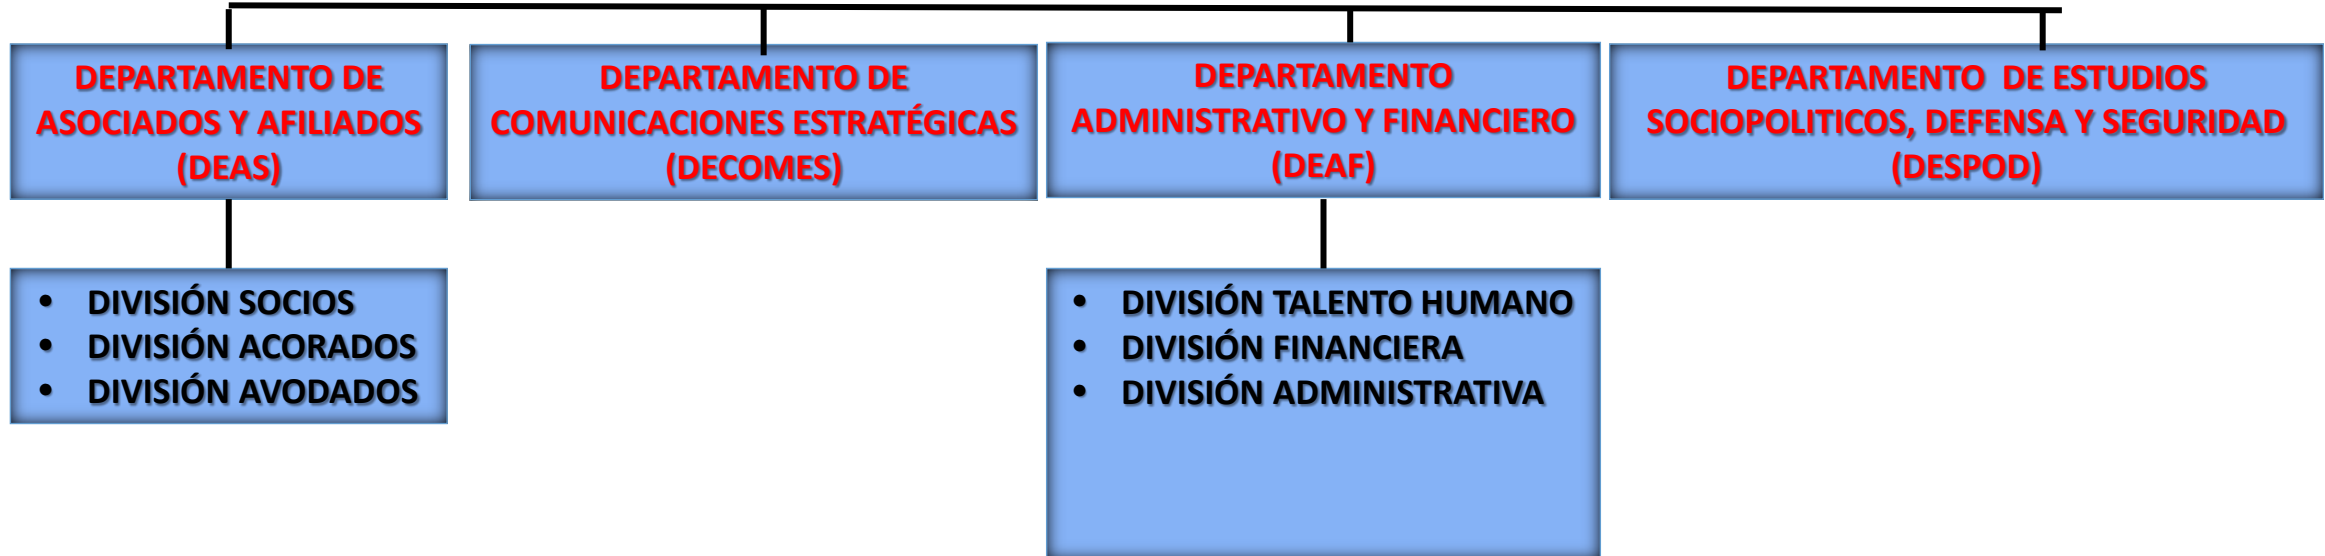 DEPARTAMENTO DE
ASOCIADOS Y AFILIADOS
(DEAS)
DEPARTAMENTO DE
COMUNICACIONES ESTRATÉGICAS
(DECOMES)
DEPARTAMENTO
ADMINISTRATIVO Y FINANCIERO
(DEAF)
DEPARTAMENTO DE ESTUDIOS
SOCIOPOLITICOS, DEFENSA Y SEGURIDAD
(DESPOD)
• DIVISIÓN SOCIOS
• DIVISIÓN ACORADOS
• DIVISIÓN AVODADOS
• DIVISIÓN TALENTO HUMANO
• DIVISIÓN FINANCIERA
• DIVISIÓN ADMINISTRATIVA